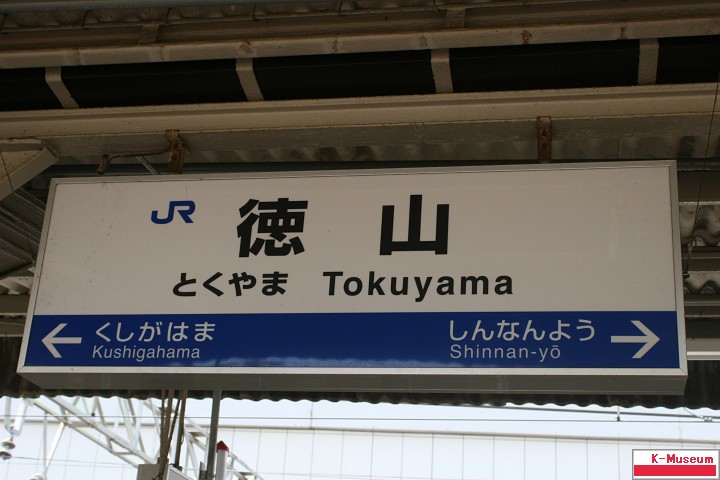 JR 徳山
とくやま Tokuyama
← くしがはま しんなんよう →
Kushigahama Shinnan-yō
K-Museum